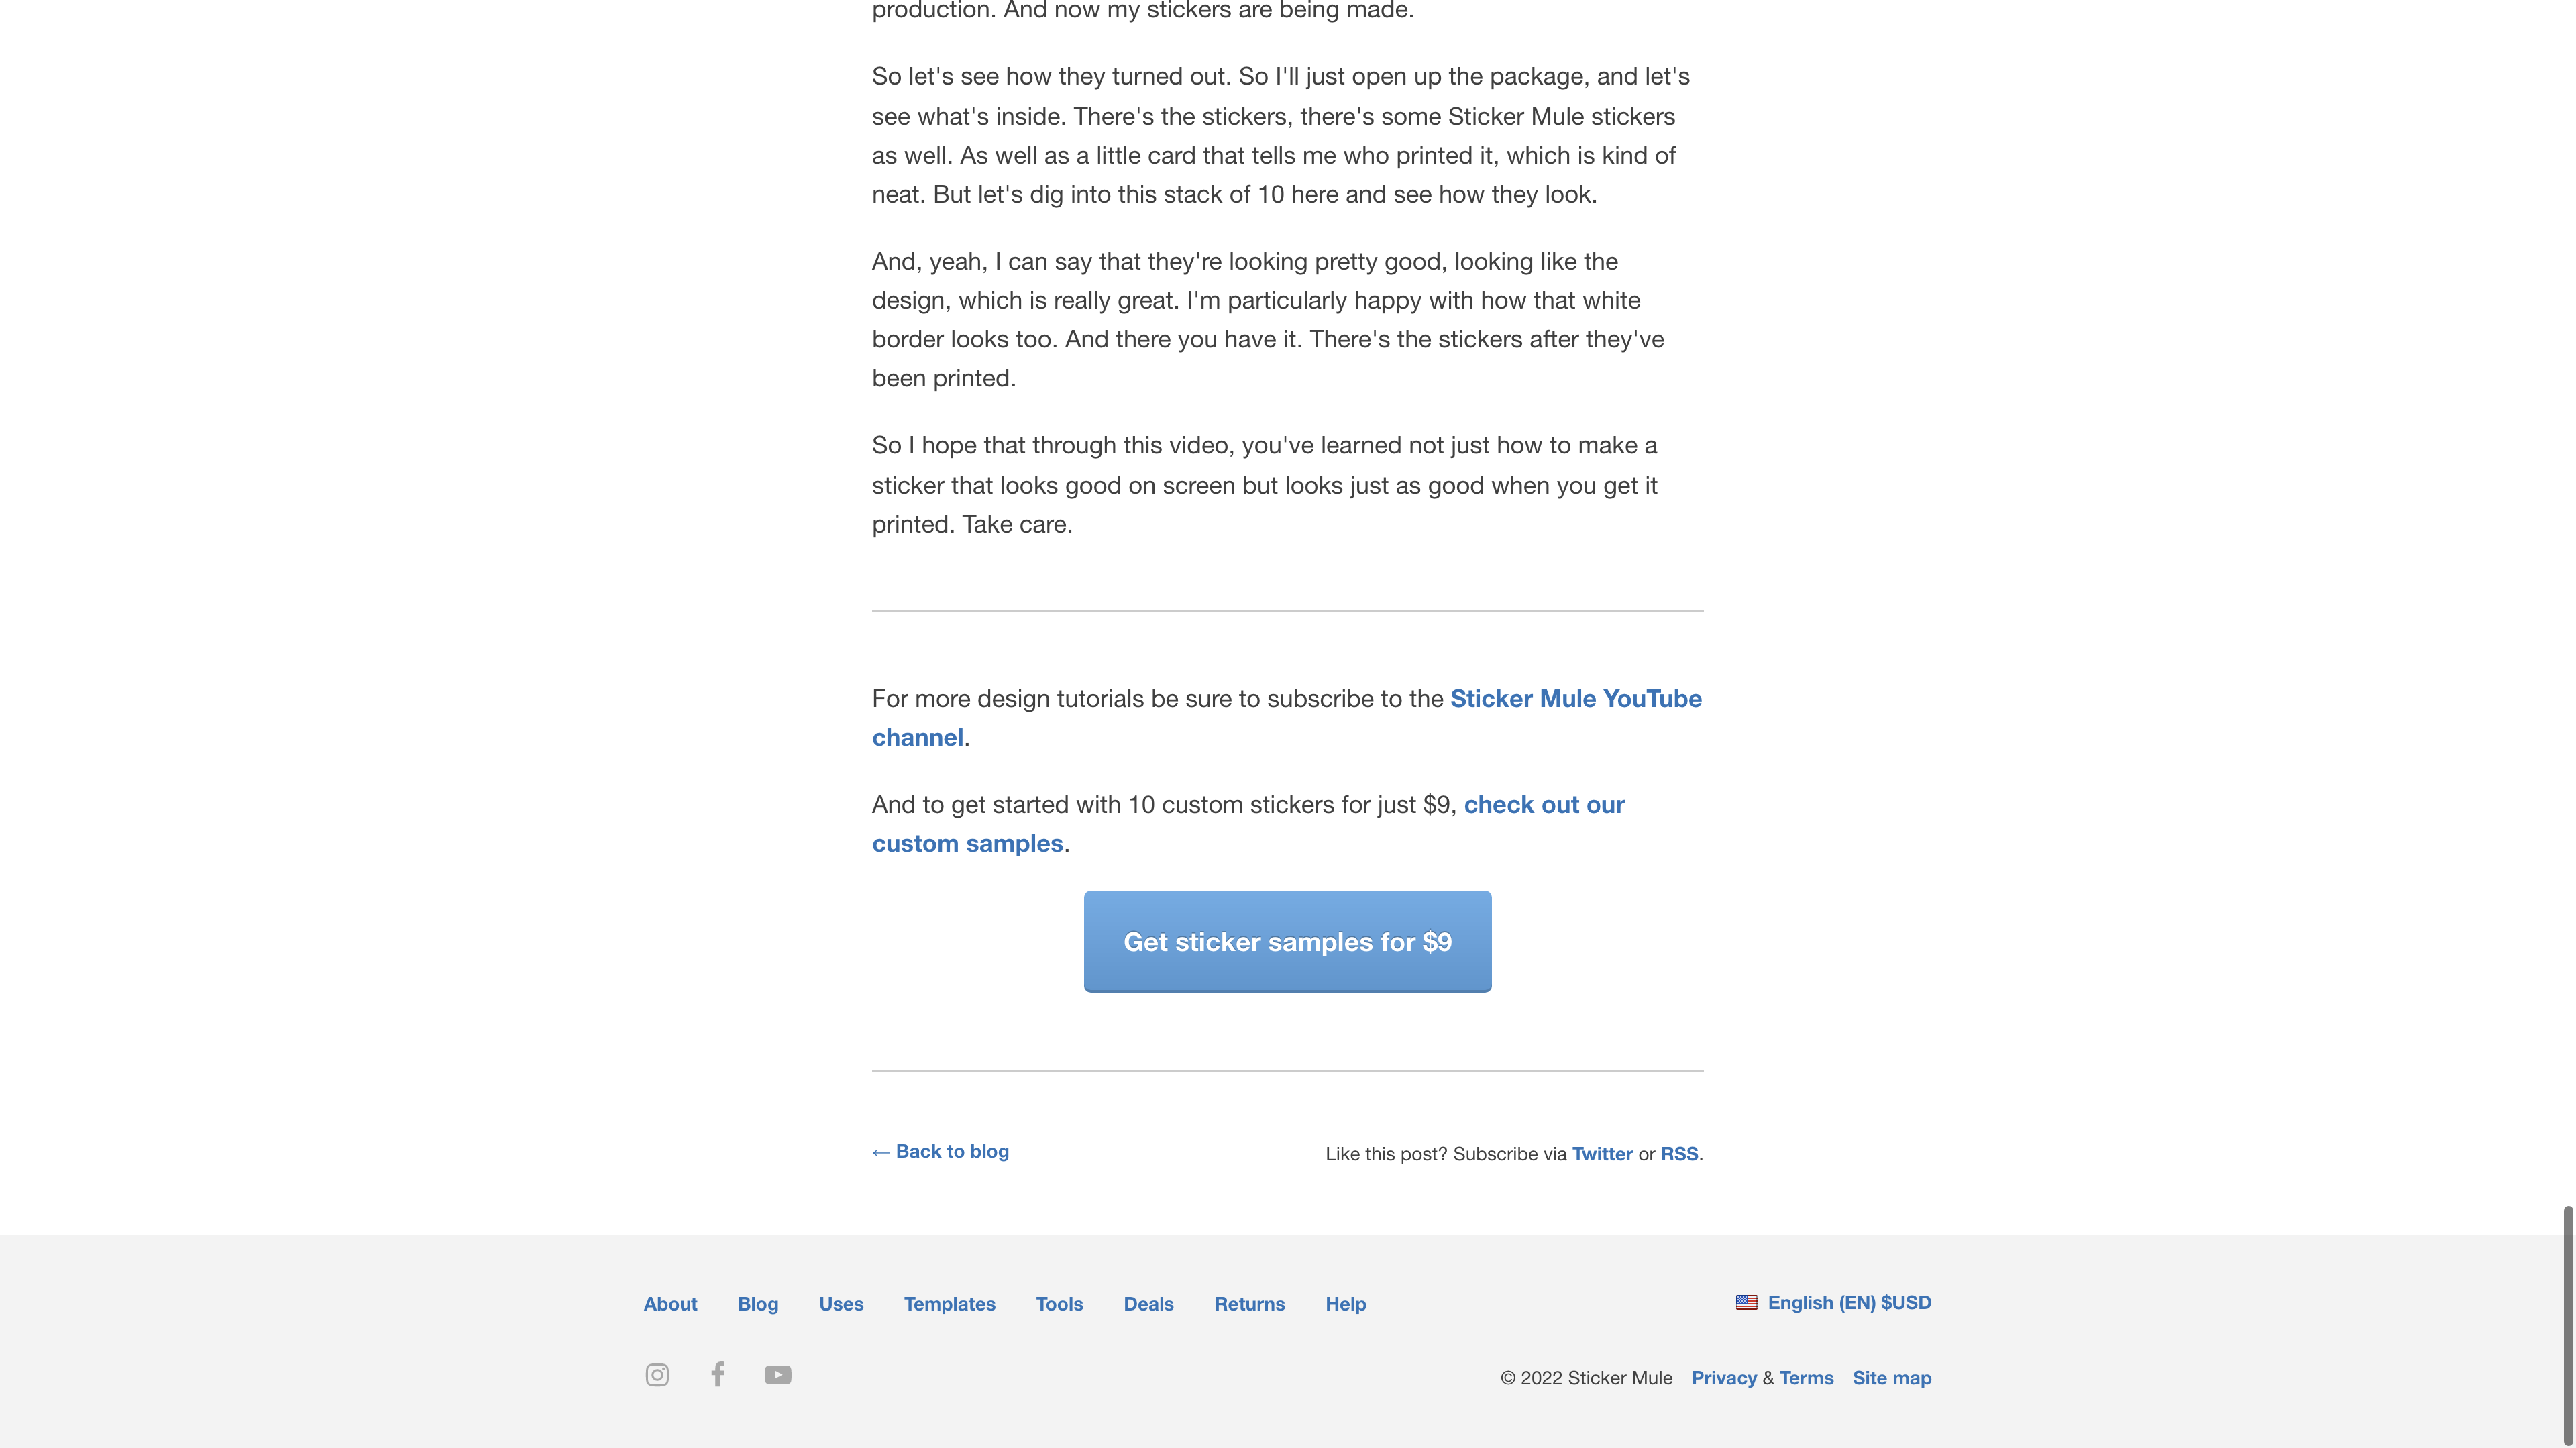 production. And now my stickers are being made.
So let's see how they turned out. So I'll just open up the package, and let's
see what's inside. There's the stickers, there's some Sticker Mule stickers
as well. As well as a little card that tells me who printed it, which is kind of
neat. But let's dig into this stack of 10 here and see how they look.
And, yeah, I can say that they're looking pretty good, looking like the
design, which is really great. I'm particularly happy with how that white
border looks too. And there you have it. There's the stickers after they've
been printed.
So I hope that through this video, you've learned not just how to make a
sticker that looks good on screen but looks just as good when you get it
printed. Take care.
For more design tutorials be sure to subscribe to the Sticker Mule YouTube
channel.
And to get started with 10 custom stickers for just $9, check out our
custom samples.
Get sticker samples for $9
← Back to blog
Like this post? Subscribe via Twitter or RSS.
About Blog Uses Templates Tools Deals Returns Help
English (EN) $USD
© 2022 Sticker Mule Privacy & Terms Site map